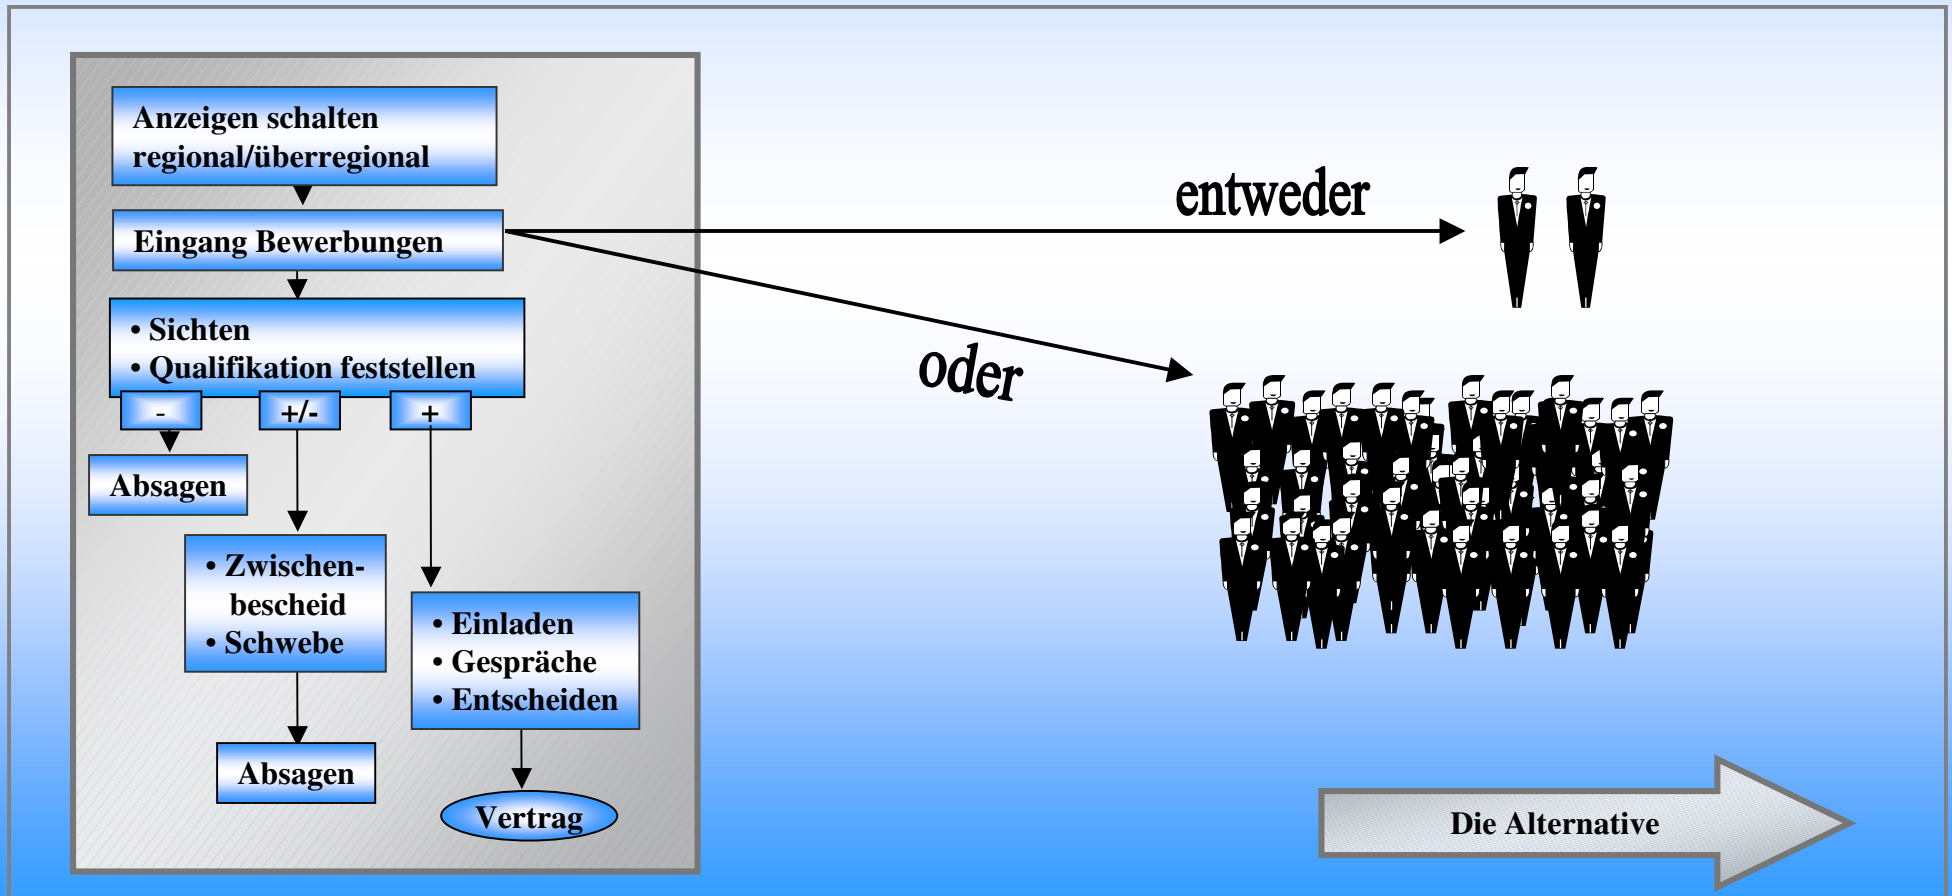 Anzeigen schalten
regional/überregional
Eingang Bewerbungen
• Sichten
• Qualifikation feststellen
-
+/-
+
Absagen
• Zwischen-
bescheid
• Schwebe
• Einladen
• Gespräche
• Entscheiden
Absagen
Vertrag
entweder
oder
Die Alternative